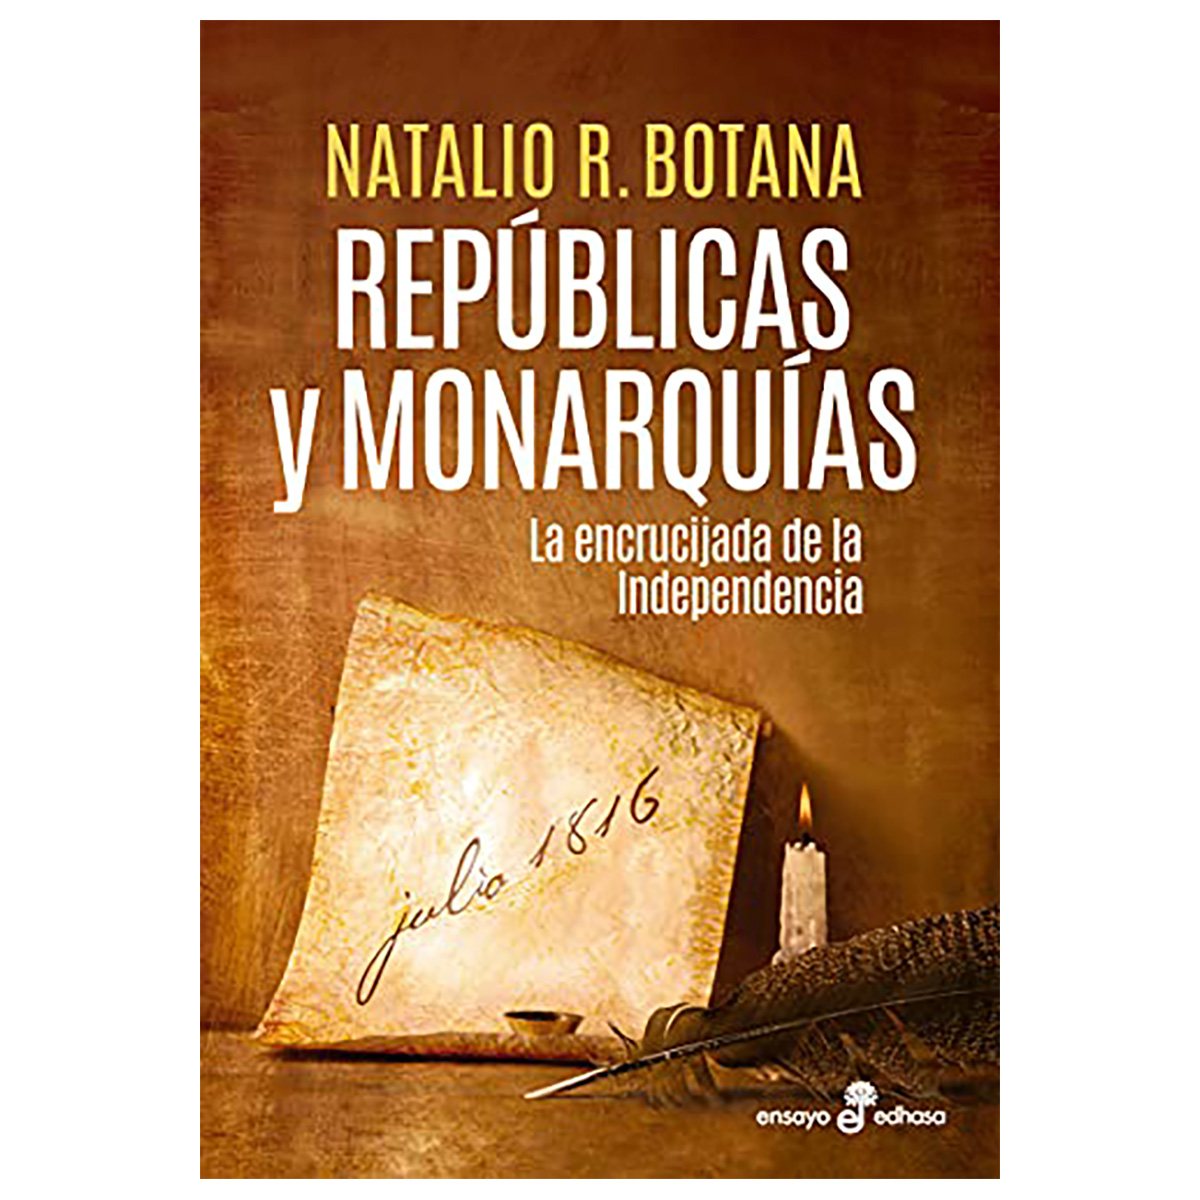 NATALIO R. BOTANA
REPÚBLICAS
y MONARQUÍAS
La encrucijada de la
Independencia
julio 1816
ensayo edhasa